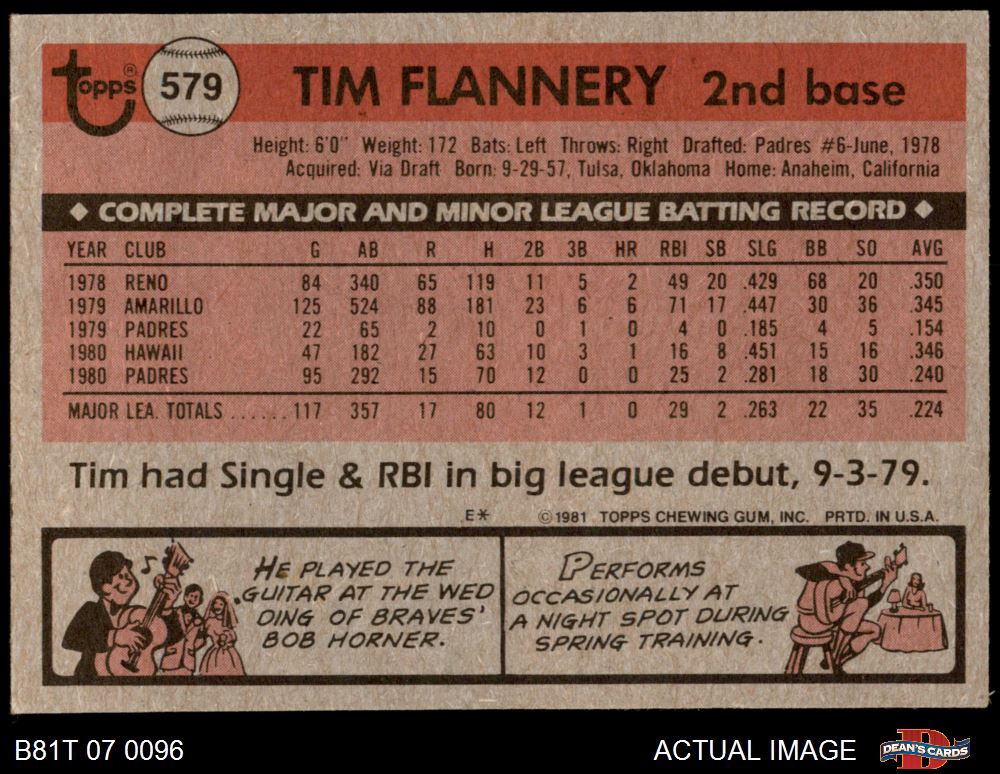 topps®
579
TIM FLANNERY 2nd base
Height: 6'0" Weight: 172 Bats: Left Throws: Right Drafted: Padres #6-June, 1978
Acquired: Via Draft Born: 9-29-57, Tulsa, Oklahoma Home: Anaheim, California
◆ COMPLETE MAJOR AND MINOR LEAGUE BATTING RECORD ◆
YEAR CLUB G AB R H 2B 3B HR RBI SB SLG BB SO AVG
1978 RENO 84 340 65 119 11 5 2 49 20 .429 68 20 .350
1979 AMARILLO 125 524 88 181 23 6 6 71 17 .447 30 36 .345
1979 PADRES 22 65 2 10 0 1 0 4 0 .185 4 5 .154
1980 HAWAII 47 182 27 63 10 3 1 16 8 .451 15 16 .346
1980 PADRES 95 292 15 70 12 0 0 25 2 .281 18 30 .240
MAJOR LEA. TOTALS ......117 357 17 80 12 1 0 29 2 .263 22 35 .224
Tim had Single & RBI in big league debut, 9-3-79.
E* ©1981 TOPPS CHEWING GUM, INC. PRTD. IN U.S.A.
HE PLAYED THE
GUITAR AT THE WED
DING OF BRAVES'
BOB HORNER.
PERFORMS
OCCASIONALLY AT
A NIGHT SPOT DURING
SPRING TRAINING.
B81T 07 0096
ACTUAL IMAGE
DEAN'S CARDS